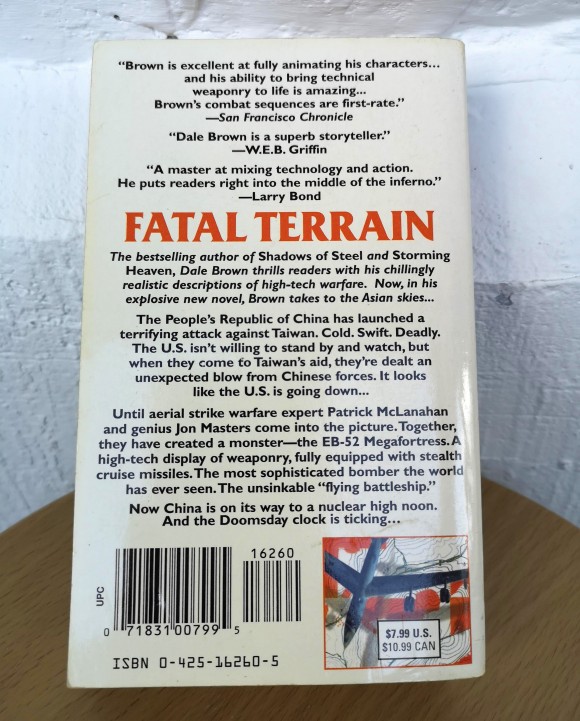 “Brown is excellent at fully animating his characters...
and his ability to bring technical
weaponry to life is amazing...
Brown’s combat sequences are first-rate.”
—San Francisco Chronicle
“Dale Brown is a superb storyteller.”
—W.E.B. Griffin
“A master at mixing technology and action.
He puts readers right into the middle of the inferno.”
—Larry Bond
FATAL TERRAIN
The bestselling author of Shadows of Steel and Storming
Heaven, Dale Brown thrills readers with his chillingly
realistic descriptions of high-tech warfare. Now, in his
explosive new novel, Brown takes to the Asian skies...
The People’s Republic of China has launched a
terrifying attack against Taiwan. Cold. Swift. Deadly.
The U.S. isn’t willing to stand by and watch, but
when they come to Taiwan’s aid, they’re dealt an
unexpected blow from Chinese forces. It looks
like the U.S. is going down...
Until aerial strike warfare expert Patrick McLanahan
and genius Jon Masters come into the picture. Together,
they have created a monster—the EB-52 Megafortress. A
high-tech display of weaponry, fully equipped with stealth
cruise missiles. The most sophisticated bomber the world
has ever seen. The unsinkable “flying battleship.”
Now China is on its way to a nuclear high noon.
And the Doomsday clock is ticking...
16260
UPC
0 71831 00799 5
ISBN 0-425-16260-5
$7.99 U.S.
$10.99 CAN